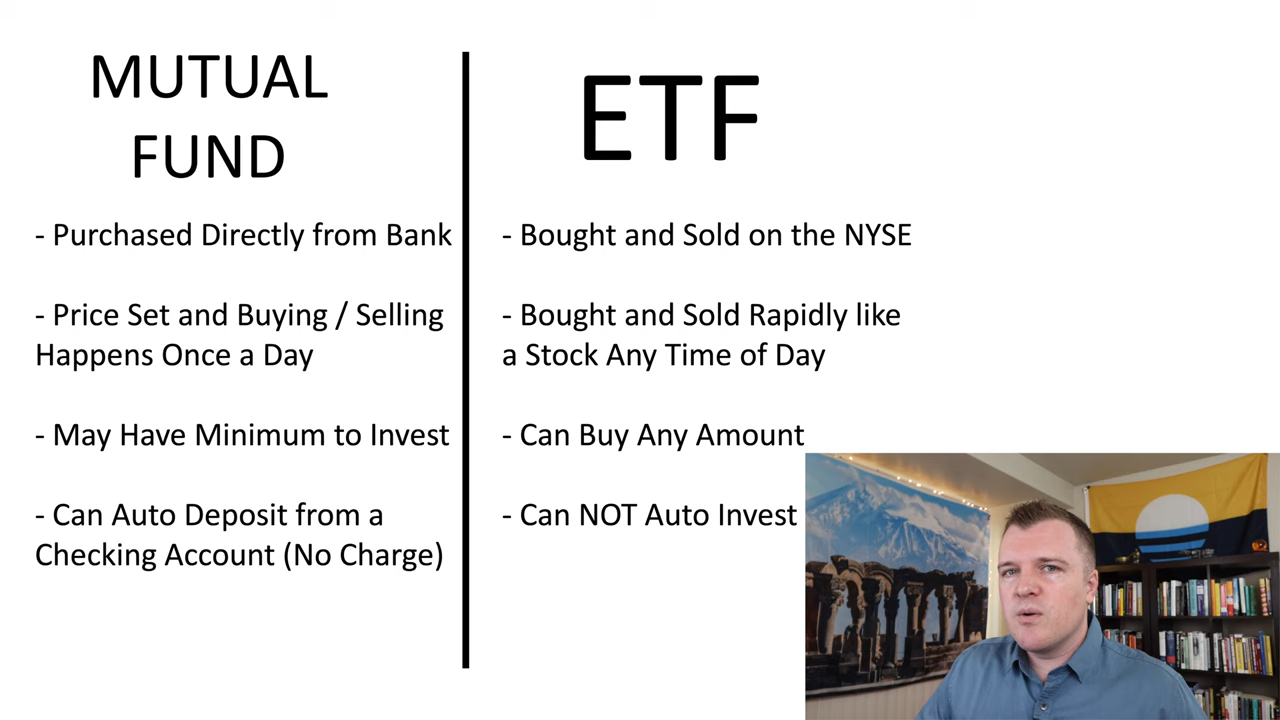 MUTUAL
FUND
- Purchased Directly from Bank
- Price Set and Buying / Selling
Happens Once a Day
- May Have Minimum to Invest
- Can Auto Deposit from a
Checking Account (No Charge)
ETF
- Bought and Sold on the NYSE
- Bought and Sold Rapidly like
a Stock Any Time of Day
- Can Buy Any Amount
- Can NOT Auto Invest